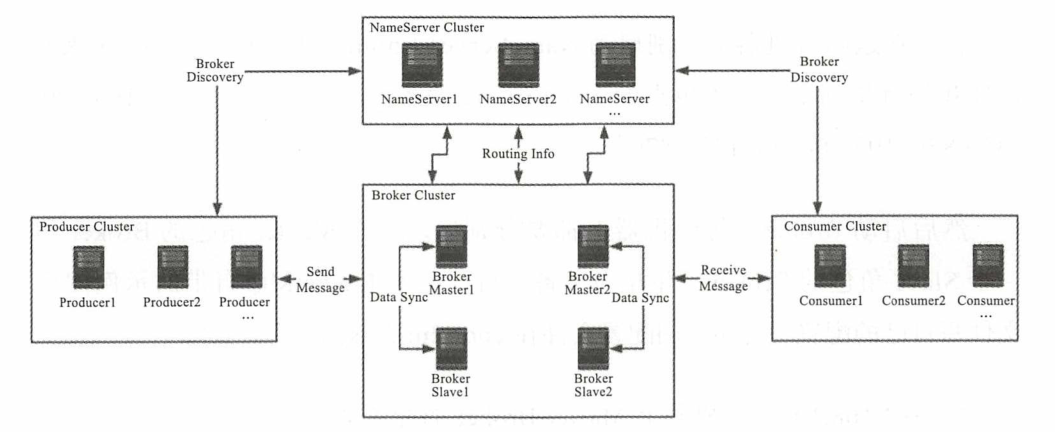 NameServer Cluster
NameServer1
NameServer2
NameServer
...
Broker
Discovery
Broker
Discovery
Routing Info
Broker Cluster
Producer Cluster
Producer1
Producer2
Producer
...
Send
Message
Broker
Master1
Broker
Master2
Data Sync
Data Sync
Broker
Slave1
Broker
Slave2
Receive
Message
Consumer Cluster
Consumer1
Consumer2
Consumer
...